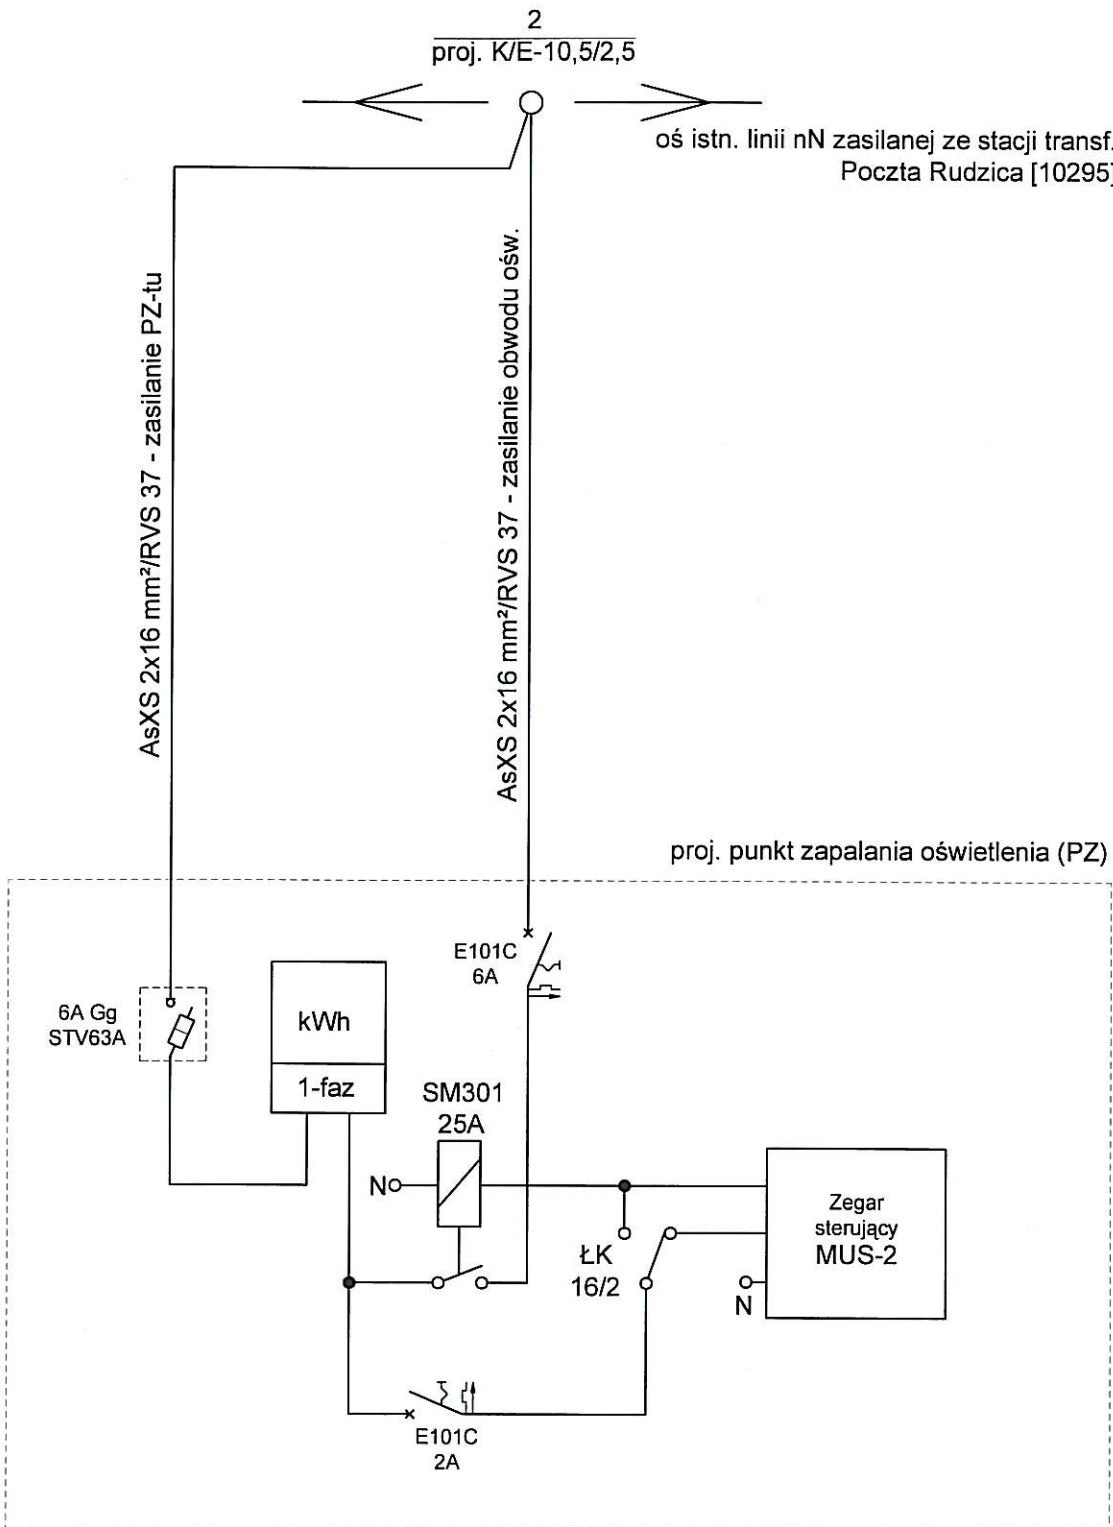 2
proj. K/E-10,5/2,5
oś istn. linii nN zasilanej ze stacji transf.
Poczta Rudzica [10295]
AsXS 2x16 mm²/RVS 37 - zasilanie PZ-tu
AsXS 2x16 mm²/RVS 37 - zasilanie obwodu ośw.
proj. punkt zapalania oświetlenia (PZ)
E101C
6A
6A Gg
STV63A
kWh
1-faz
SM301
25A
N
Zegar
sterujący
MUS-2
ŁK
16/2
N
E101C
2A